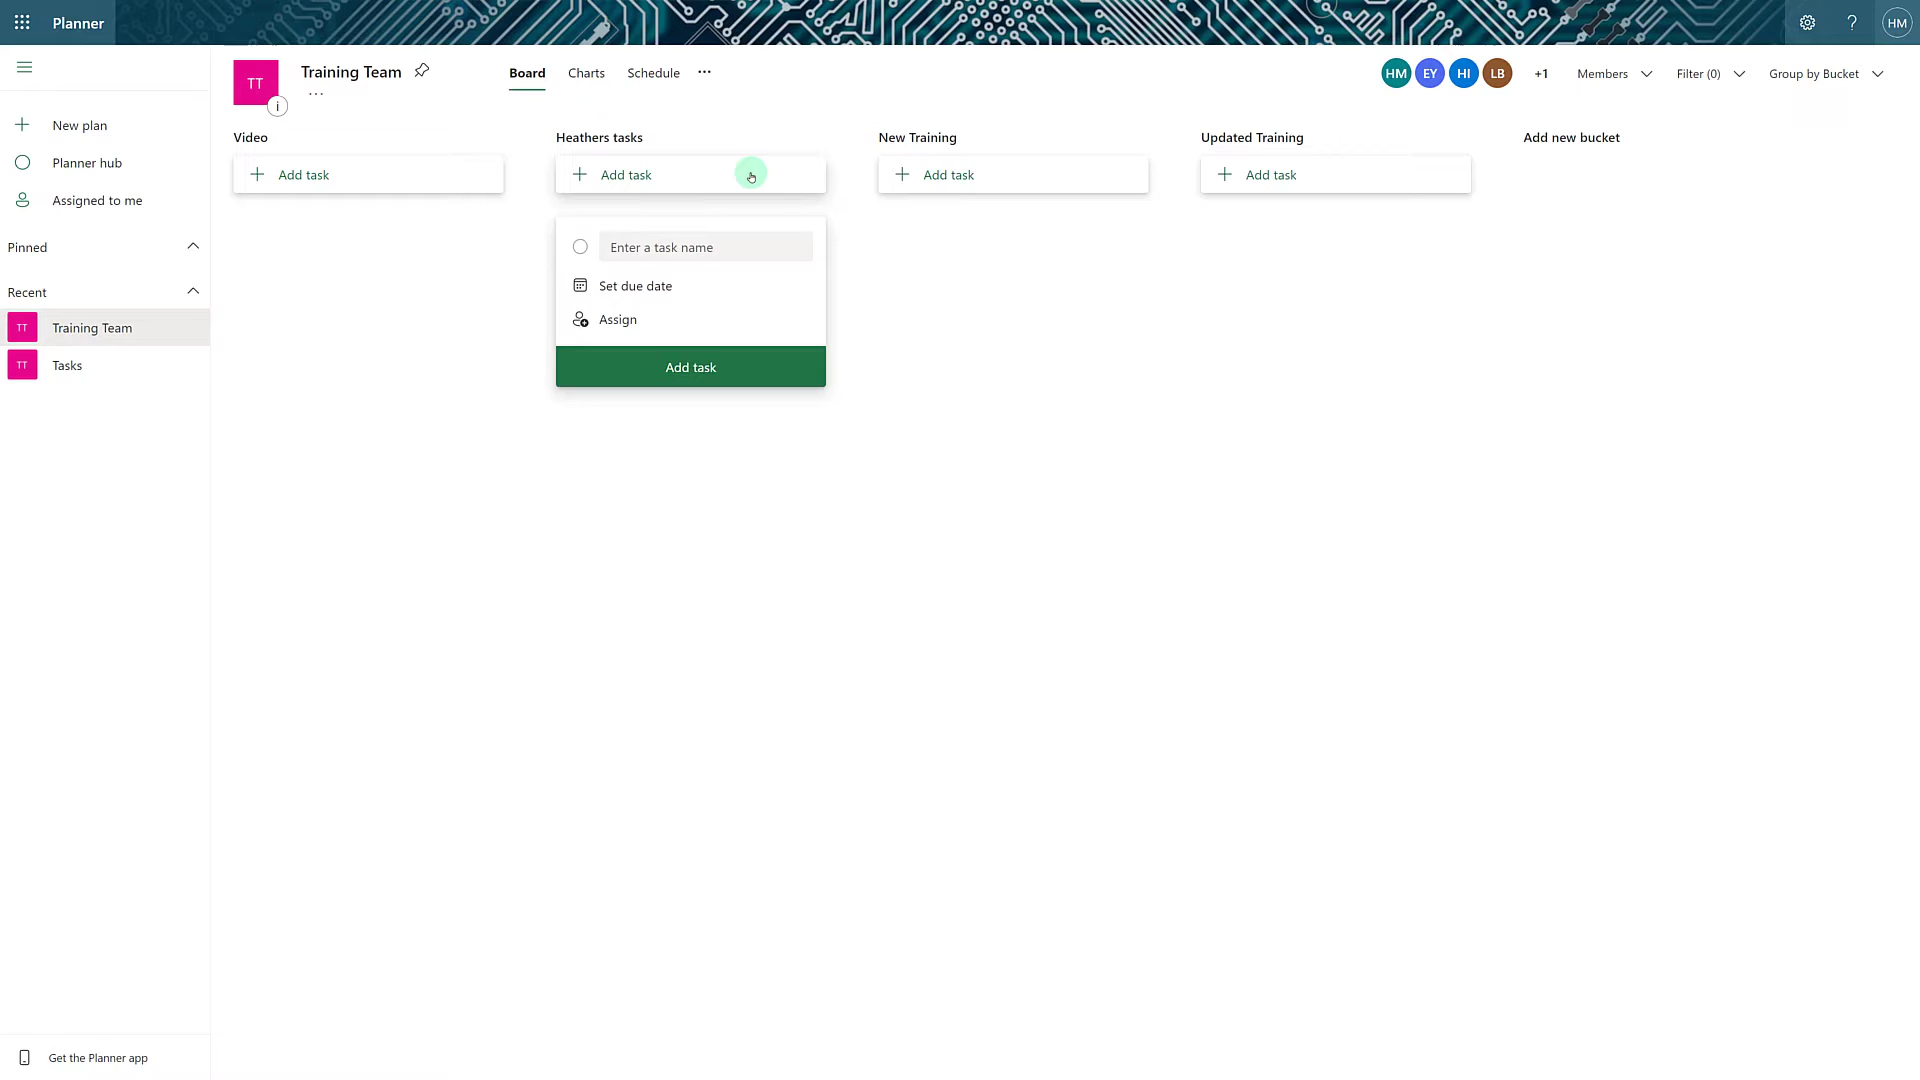 Planner
?
HM
TT
i
Training Team
...
Board
Charts
Schedule
...
HM
EY
HI
LB
+1
Members
Filter (0)
Group by Bucket
New plan
Planner hub
Assigned to me
Pinned
Recent
TT
Training Team
TT
Tasks
Get the Planner app
Video
+ Add task
Heathers tasks
+ Add task
Enter a task name
Set due date
Assign
Add task
New Training
+ Add task
Updated Training
+ Add task
Add new bucket